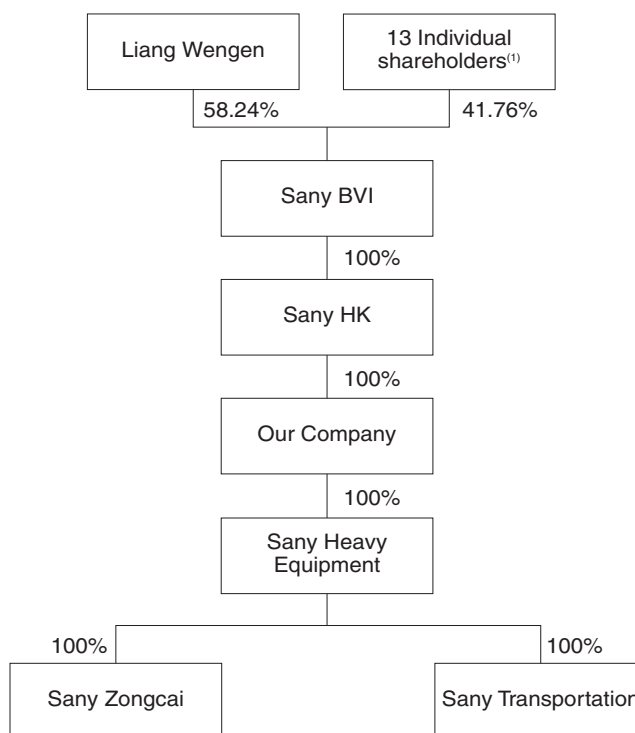 Liang Wengen
13 Individual
shareholders(1)
58.24%
41.76%
Sany BVI
100%
Sany HK
100%
Our Company
100%
Sany Heavy
Equipment
100%
100%
Sany Zongcai
Sany Transportation